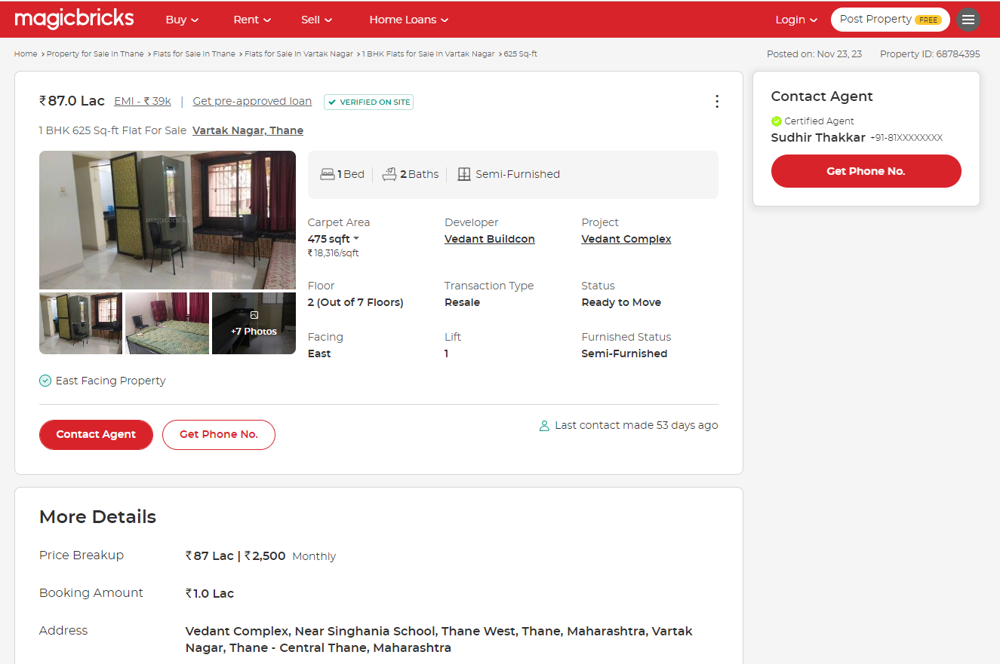 magicbricks
Buy
Rent
Sell
Home Loans
Login
Post Property FREE
Home > Property for Sale in Thane > Flats for Sale in Thane > Flats for Sale in Vartak Nagar > 1 BHK Flats for Sale in Vartak Nagar > 625 Sq-ft
Posted on: Nov 23, 23
Property ID: 68784395
₹87.0 Lac EMI - ₹ 39k | Get pre-approved loan VERIFIED ON SITE
1 BHK 625 Sq-ft Flat For Sale Vartak Nagar, Thane
magicbricks
+7 Photos
1 Bed
2 Baths
Semi-Furnished
Carpet Area
475 sqft
₹18,316/sqft
Developer
Vedant Buildcon
Project
Vedant Complex
Floor
2 (Out of 7 Floors)
Transaction Type
Resale
Status
Ready to Move
Facing
East
Lift
1
Furnished Status
Semi-Furnished
East Facing Property
Contact Agent
Get Phone No.
Last contact made 53 days ago
Contact Agent
Certified Agent
Sudhir Thakkar +91-81XXXXXXXX
Get Phone No.
More Details
Price Breakup
₹87 Lac | ₹2,500 Monthly
Booking Amount
₹1.0 Lac
Address
Vedant Complex, Near Singhania School, Thane West, Thane, Maharashtra, Vartak
Nagar, Thane - Central Thane, Maharashtra